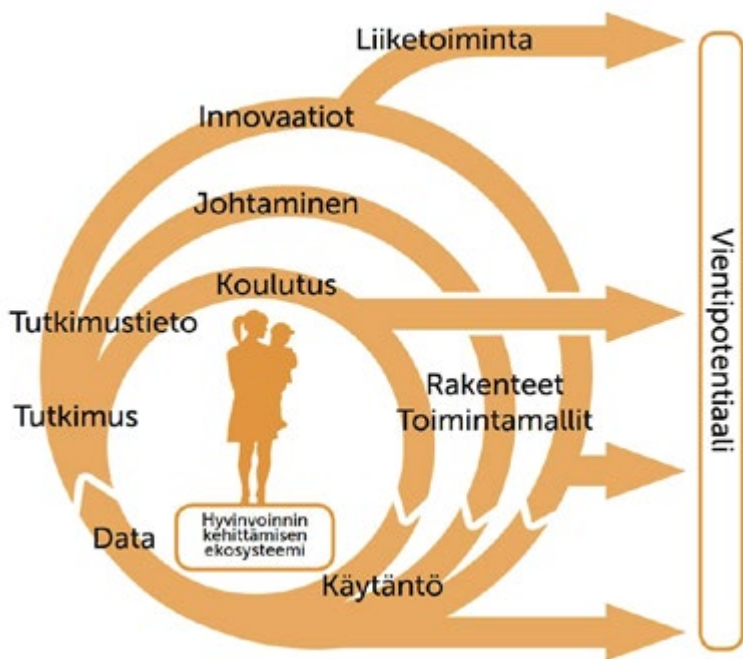 Liiketoiminta
Innovaatiot
Johtaminen
Koulutus
Tutkimustieto
Rakenteet
Toimintamallit
Tutkimus
Data
Hyvinvoinnin
kehittämisen
ekosysteemi
Käytäntö
Vientipotentiaali